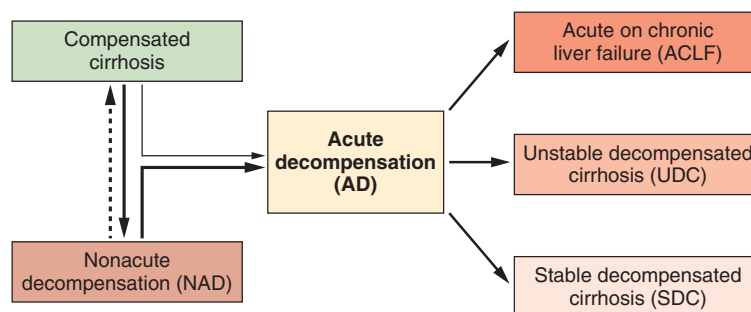 Compensated
cirrhosis
Nonacute
decompensation (NAD)
Acute
decompensation
(AD)
Acute on chronic
liver failure (ACLF)
Unstable decompensated
cirrhosis (UDC)
Stable decompensated
cirrhosis (SDC)